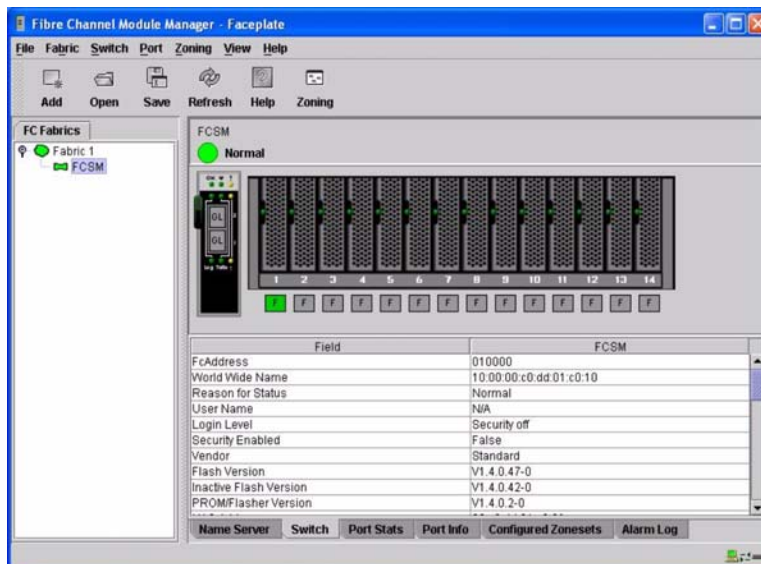 Fibre Channel Module Manager - Faceplate
File Fabric Switch Port Zoning View Help
Add Open Save Refresh Help Zoning
FC Fabrics
Fabric 1
FCSM
FCSM
Normal
GL
GL
1 2 3 4 5 6 7 8 9 10 11 12 13 14
F F F F F F F F F F F F F F
Field FCSM
FcAddress 010000
World Wide Name 10:00:00:c0:dd:01:c0:10
Reason for Status Normal
User Name N/A
Login Level Security off
Security Enabled False
Vendor Standard
Flash Version V1.4.0.47-0
Inactive Flash Version V1.4.0.42-0
PROM/Flasher Version V1.4.0.2-0
Name Server Switch Port Stats Port Info Configured Zonesets Alarm Log